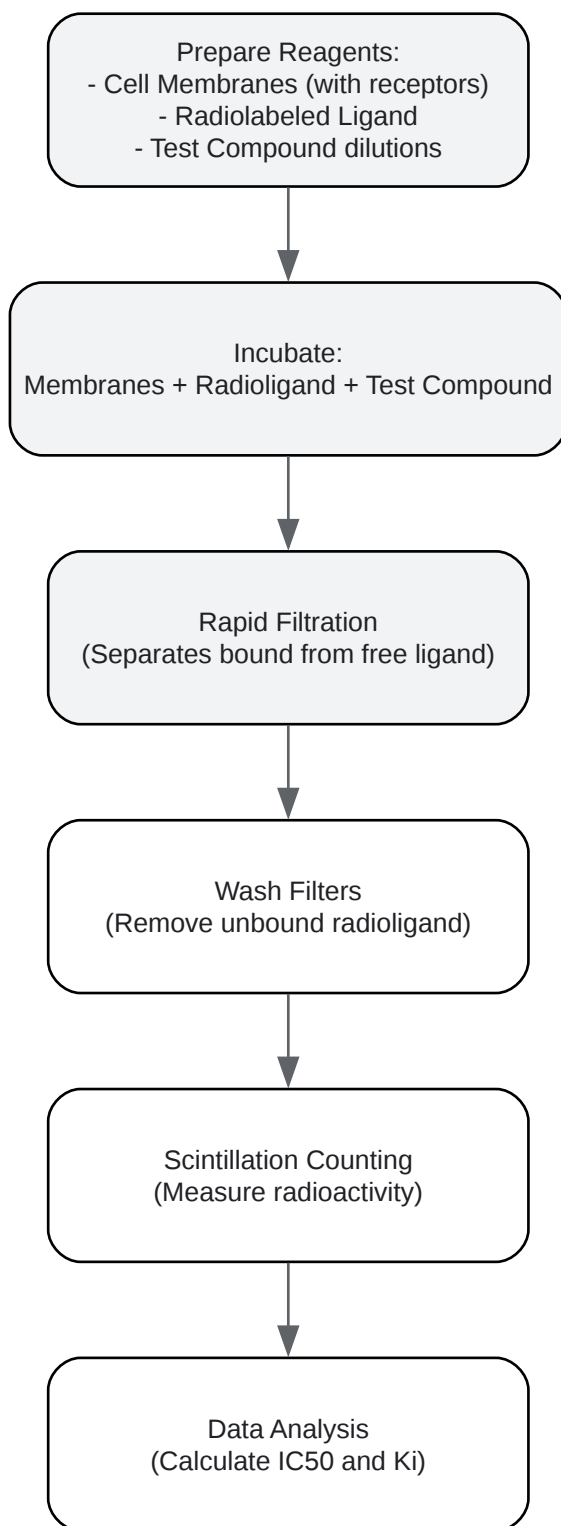 Prepare Reagents:
- Cell Membranes (with receptors)
- Radiolabeled Ligand
- Test Compound dilutions
Incubate:
Membranes + Radioligand + Test Compound
Rapid Filtration
(Separates bound from free ligand)
Wash Filters
(Remove unbound radioligand)
Scintillation Counting
(Measure radioactivity)
Data Analysis
(Calculate IC50 and Ki)